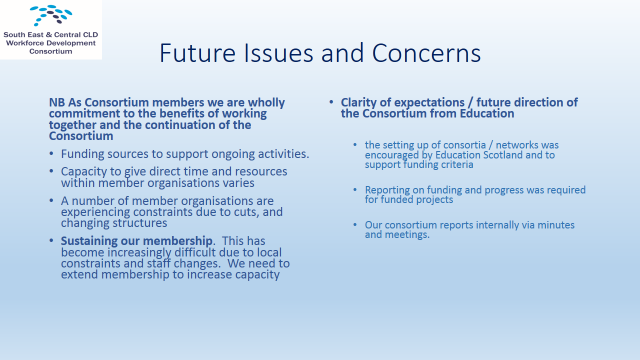 South East & Central CLD
Workforce Development
Consortium
Future Issues and Concerns
NB As Consortium members we are wholly
commitment to the benefits of working
together and the continuation of the
Consortium
• Funding sources to support ongoing activities.
• Capacity to give direct time and resources
within member organisations varies
• A number of member organisations are
experiencing constraints due to cuts, and
changing structures
• Sustaining our membership. This has
become increasingly difficult due to local
constraints and staff changes. We need to
extend membership to increase capacity
• Clarity of expectations / future direction of
the Consortium from Education
• the setting up of consortia / networks was
encouraged by Education Scotland and to
support funding criteria
• Reporting on funding and progress was required
for funded projects
• Our consortium reports internally via minutes
and meetings.